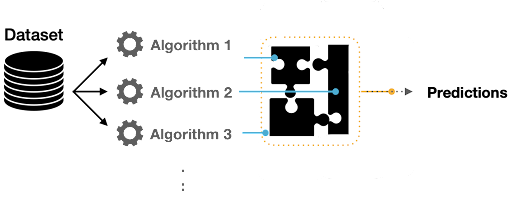 Dataset
Algorithm 1
Algorithm 2
Algorithm 3
Predictions